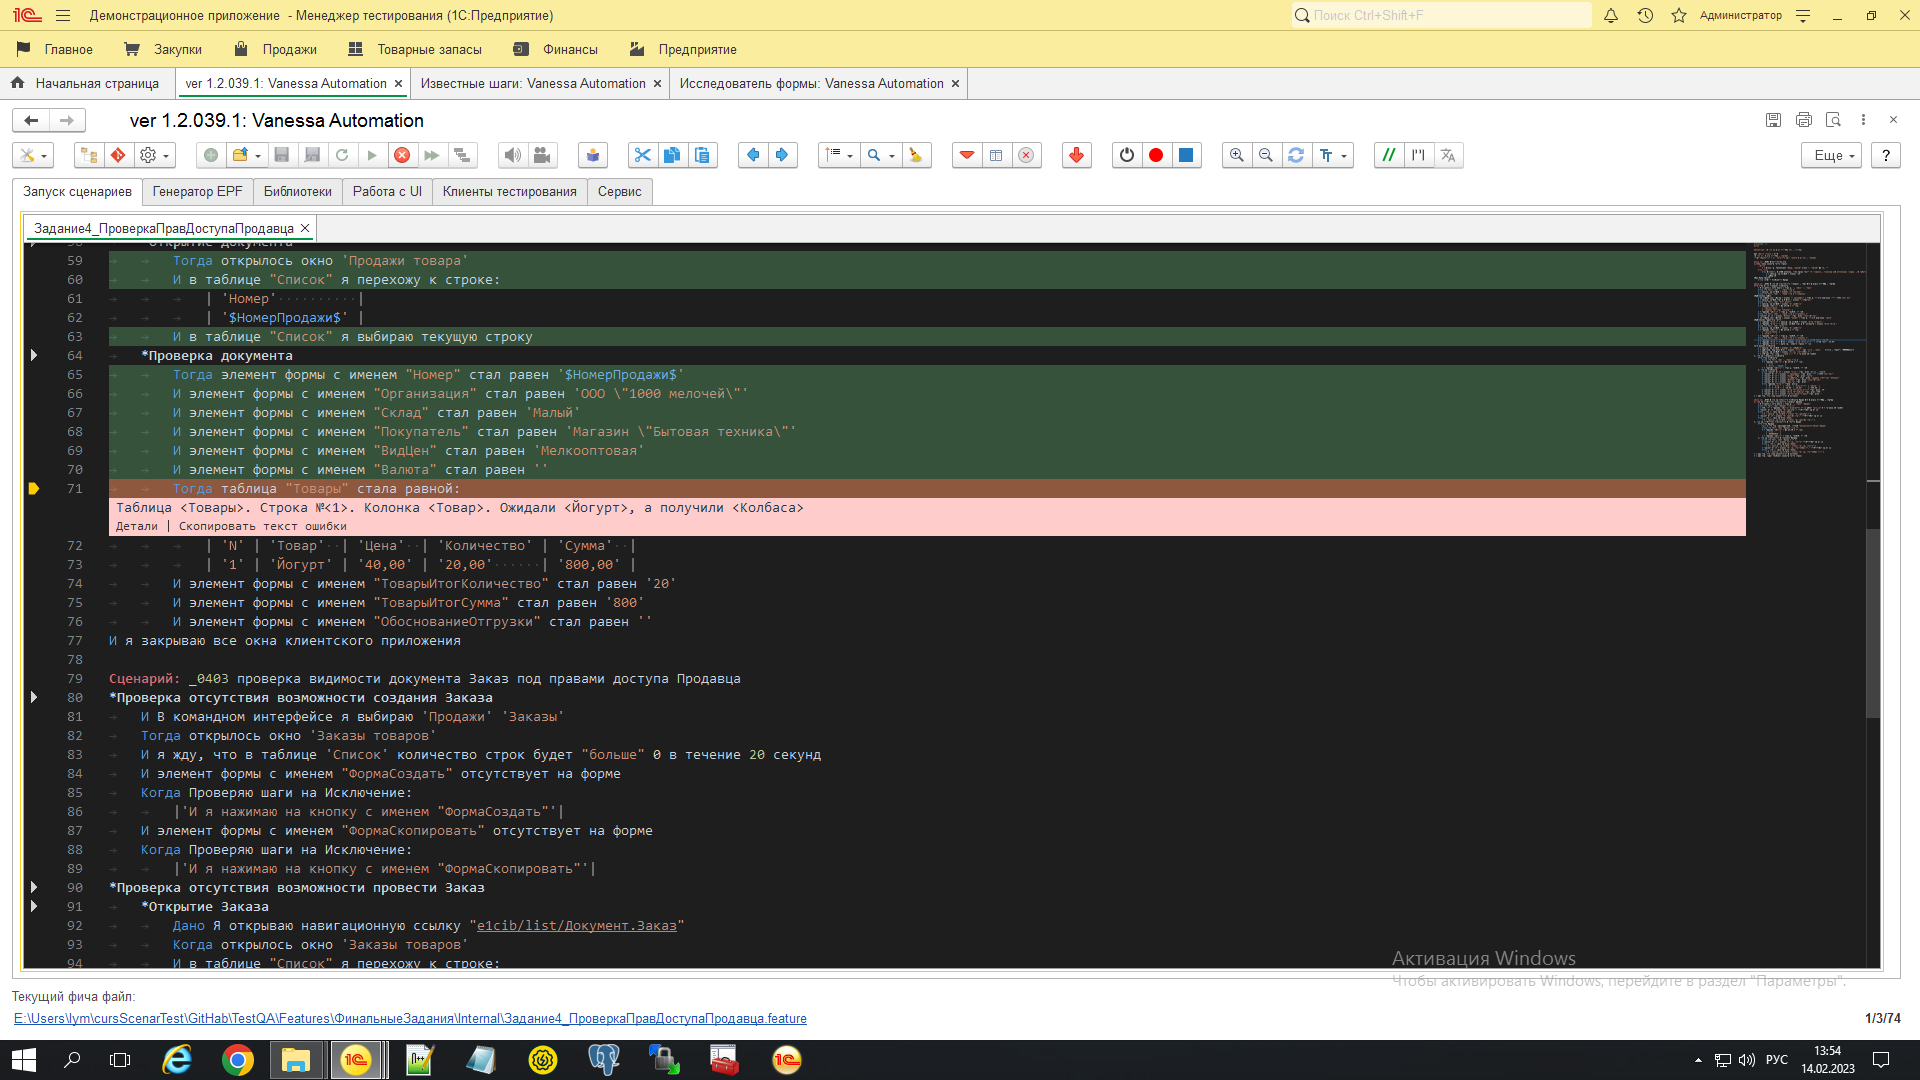 Демонстрационное приложение - Менеджер тестирования (1С:Предприятие)
Поиск Ctrl+Shift+F
Администратор
Главное
Закупки
Продажи
Товарные запасы
Финансы
Предприятие
Начальная страница
ver 1.2.039.1: Vanessa Automation
Известные шаги: Vanessa Automation
Исследователь формы: Vanessa Automation
ver 1.2.039.1: Vanessa Automation
Еще
?
Запуск сценариев
Генератор EPF
Библиотеки
Работа с UI
Клиенты тестирования
Сервис
Задание4_ПроверкаПравДоступаПродавца
58 *Открытие документа
59 Тогда открылось окно 'Продажи товара'
60 И в таблице "Список" я перехожу к строке:
61 | 'Номер' |
62 | '$НомерПродажи$' |
63 И в таблице "Список" я выбираю текущую строку
64 *Проверка документа
65 Тогда элемент формы с именем "Номер" стал равен '$НомерПродажи$'
66 И элемент формы с именем "Организация" стал равен 'ООО \"1000 мелочей\"'
67 И элемент формы с именем "Склад" стал равен 'Малый'
68 И элемент формы с именем "Покупатель" стал равен 'Магазин \"Бытовая техника\"'
69 И элемент формы с именем "ВидЦен" стал равен 'Мелкооптовая'
70 И элемент формы с именем "Валюта" стал равен ''
71 Тогда таблица "Товары" стала равной:
Таблица <Товары>. Строка №<1>. Колонка <Товар>. Ожидали <Йогурт>, а получили <Колбаса>
Детали | Скопировать текст ошибки
72 | 'N' | 'Товар' | 'Цена' | 'Количество' | 'Сумма' |
73 | '1' | 'Йогурт' | '40,00' | '20,00' | '800,00' |
74 И элемент формы с именем "ТоварыИтогКоличество" стал равен '20'
75 И элемент формы с именем "ТоварыИтогСумма" стал равен '800'
76 И элемент формы с именем "ОбоснованиеОтгрузки" стал равен ''
77 И я закрываю все окна клиентского приложения
78
79 Сценарий: _0403 проверка видимости документа Заказ под правами доступа Продавца
80 *Проверка отсутствия возможности создания Заказа
81 И В командном интерфейсе я выбираю 'Продажи' 'Заказы'
82 Тогда открылось окно 'Заказы товаров'
83 И я жду, что в таблице 'Список' количество строк будет "больше" 0 в течение 20 секунд
84 И элемент формы с именем "ФормаСоздать" отсутствует на форме
85 Когда Проверяю шаги на Исключение:
86 |'И я нажимаю на кнопку с именем "ФормаСоздать"'|
87 И элемент формы с именем "ФормаСкопировать" отсутствует на форме
88 Когда Проверяю шаги на Исключение:
89 |'И я нажимаю на кнопку с именем "ФормаСкопировать"'|
90 *Проверка отсутствия возможности провести Заказ
91 *Открытие Заказа
92 Дано Я открываю навигационную ссылку "e1cib/list/Документ.Заказ"
93 Когда открылось окно 'Заказы товаров'
94 И в таблице "Список" я перехожу к строке:
Активация Windows
Чтобы активировать Windows, перейдите в раздел "Параметры".
Текущий фича файл:
E:\Users\lym\cursScenarTest\GitHab\TestQA\Features\ФинальныеЗадания\Internal\Задание4_ПроверкаПравДоступаПродавца.feature
1/3/74
РУС
13:54
14.02.2023